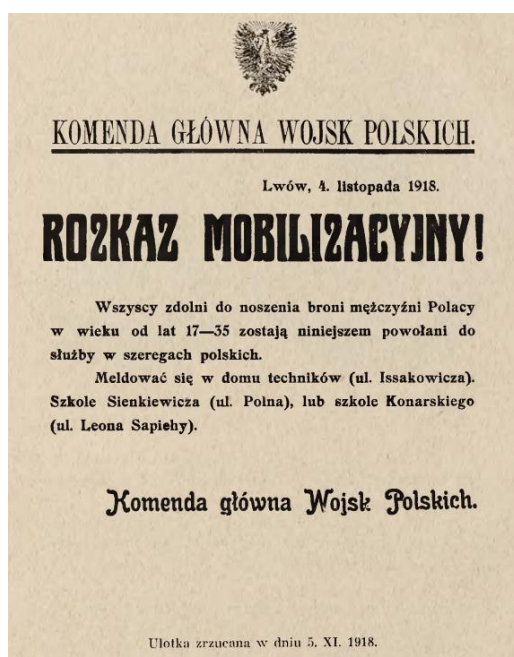 KOMENDA GŁÓWNA WOJSK POLSKICH.
Lwów, 4. listopada 1918.
ROZKAZ MOBILIZACYJNY!
Wszyscy zdolni do noszenia broni mężczyźni Polacy
w wieku od lat 17—35 zostają niniejszem powołani do
służby w szeregach polskich.
Meldować się w domu techników (ul. Issakowicza).
Szkole Sienkiewicza (ul. Polna), lub szkole Konarskiego
(ul. Leona Sapiehy).
Komenda główna Wojsk Polskich.
Ulotka zrzucana w dniu 5. XI. 1918.